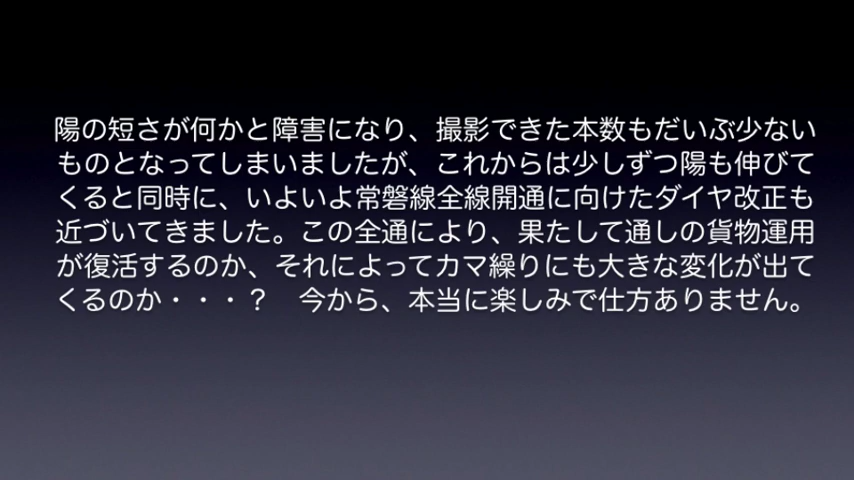 陽の短さが何かと障害になり、撮影できた本数もだいぶ少ない
ものとなってしまいましたが、これからは少しずつ陽も伸びて
くると同時に、いよいよ常磐線全線開通に向けたダイヤ改正も
近づいてきました。この全通により、果たして通しの貨物運用
が復活するのか、それによってカマ繰りにも大きな変化が出て
くるのか・・・？　今から、本当に楽しみで仕方ありません。